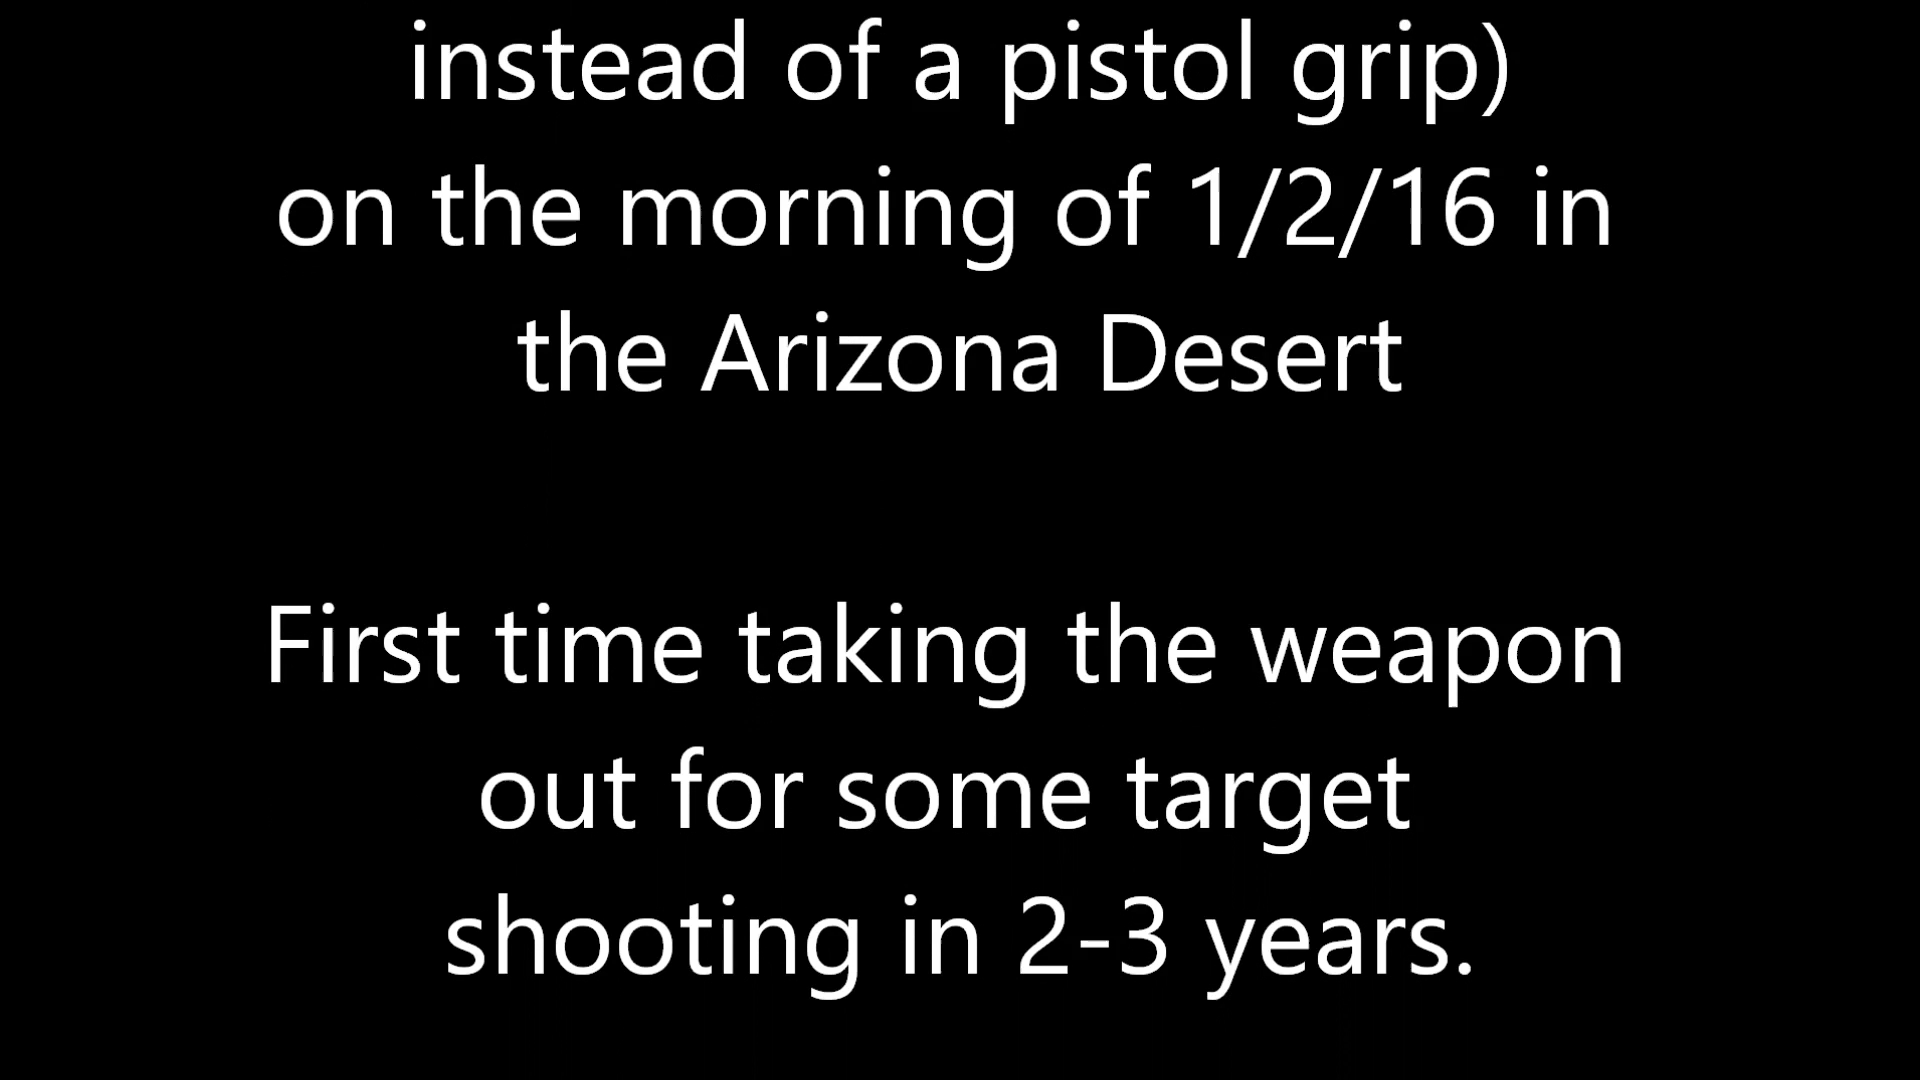 instead of a pistol grip)
on the morning of 1/2/16 in
the Arizona Desert
First time taking the weapon
out for some target
shooting in 2-3 years.